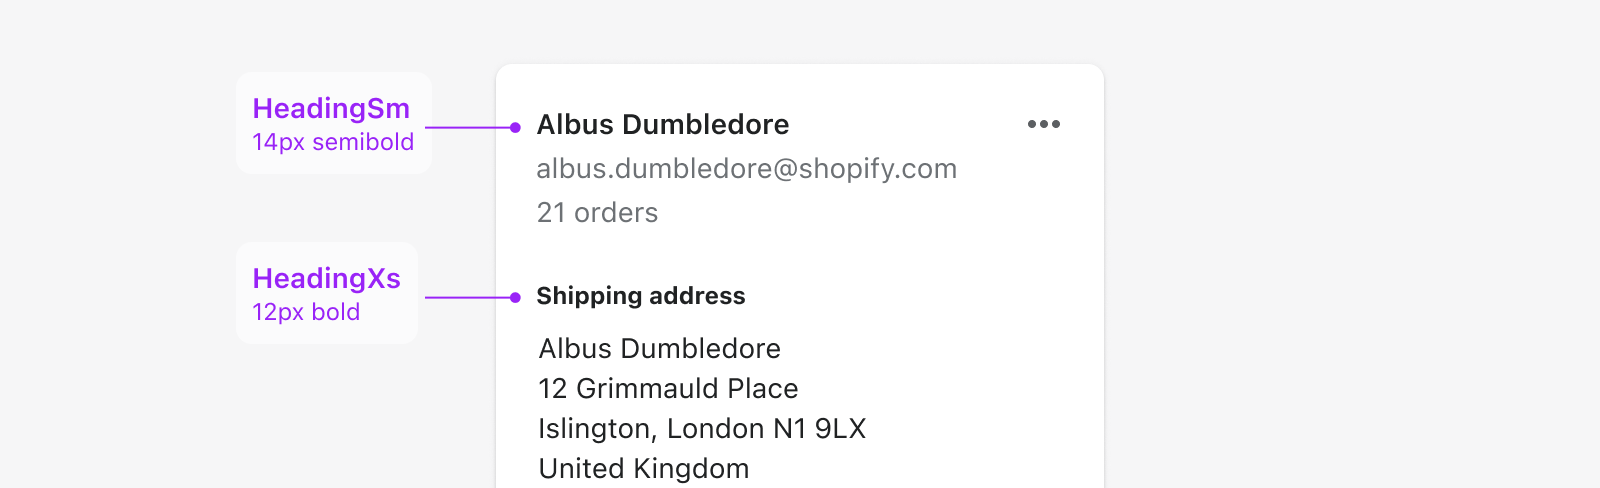 HeadingSm
14px semibold
Albus Dumbledore
albus.dumbledore@shopify.com
21 orders
HeadingXs
12px bold
Shipping address
Albus Dumbledore
12 Grimmauld Place
Islington, London N1 9LX
United Kingdom